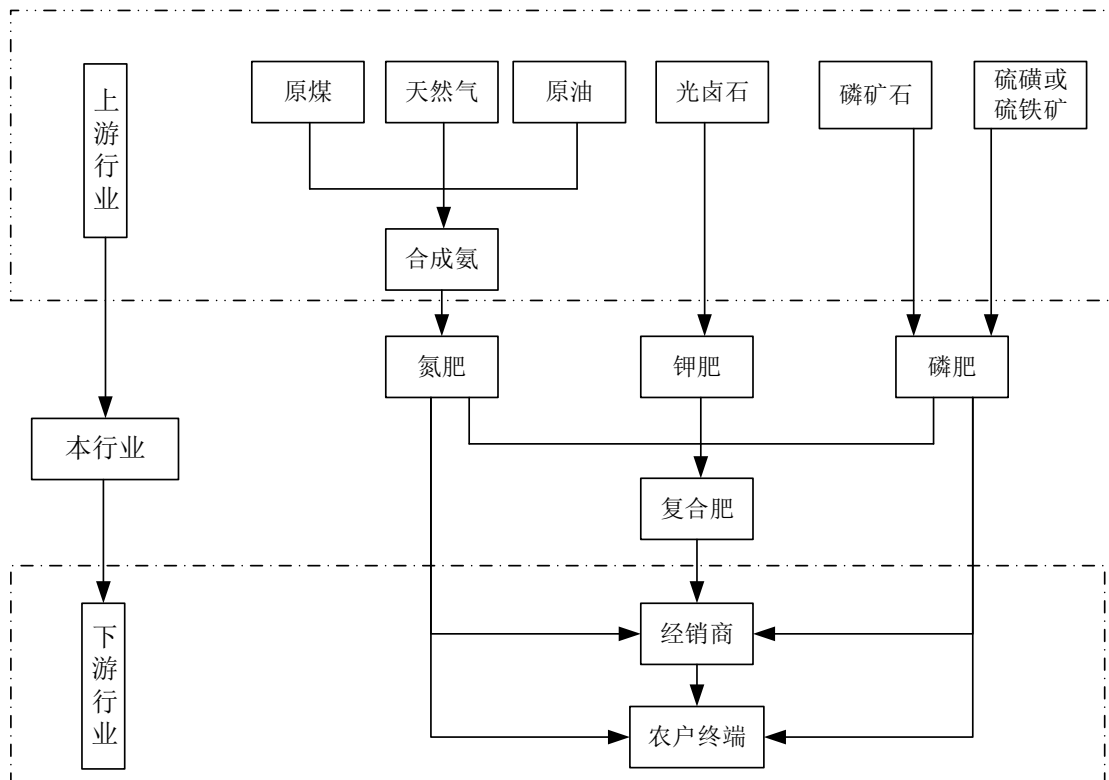 上游行业
原煤
天然气
原油
光卤石
磷矿石
硫磺或
硫铁矿
合成氨
氮肥
钾肥
磷肥
本行业
复合肥
下游行业
经销商
农户终端